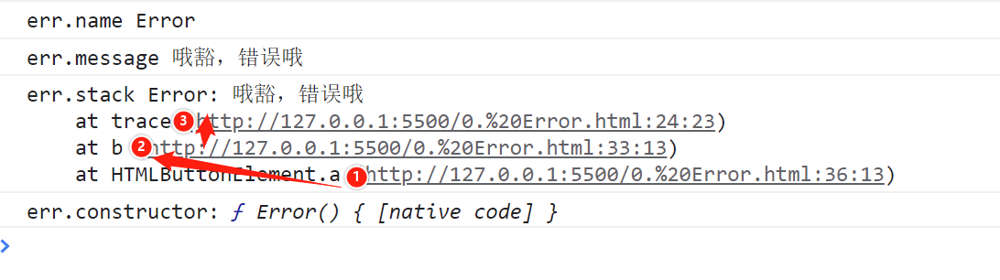 err.name Error
err.message 哦豁，错误哦
err.stack Error: 哦豁，错误哦
at trace 3 http://127.0.0.1:5500/0.%20Error.html:24:23)
at b 2 http://127.0.0.1:5500/0.%20Error.html:33:13)
at HTMLButtonElement.a 1 http://127.0.0.1:5500/0.%20Error.html:36:13)
err.constructor: ƒ Error() { [native code] }